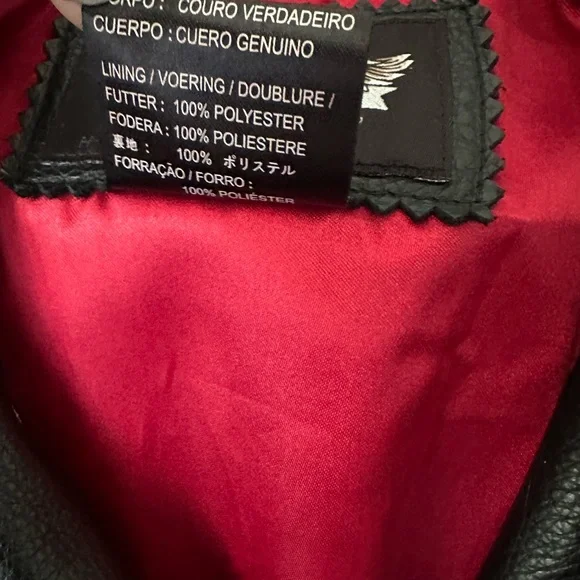 CORPO : COURO VERDADEIRO
CUERPO : CUERO GENUINO
LINING / VOERING / DOUBLURE /
FUTTER : 100% POLYESTER
FODERA : 100% POLIESTERE
裏地 : 100% ポリステル
FORRAÇÃO / FORRO :
100% POLIÉSTER